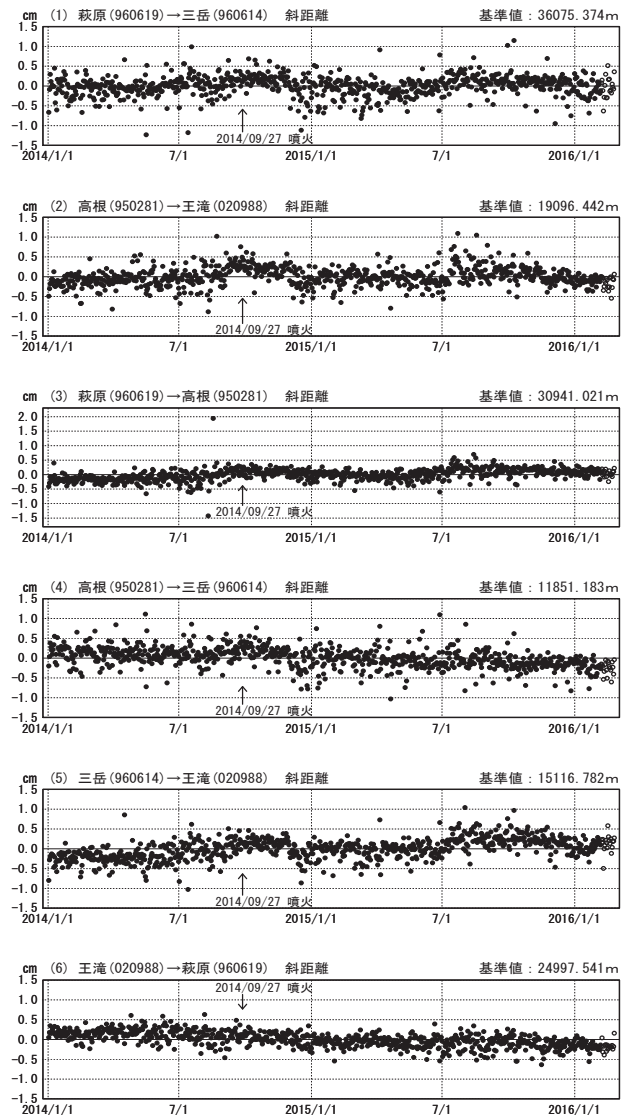 cm (1) 萩原(960619)→三岳(960614) 斜距離 基準値:36075.374m
1.5
1.0
0.5
0.0
-0.5
-1.0
-1.5
2014/09/27 噴火
2014/1/1 7/1 2015/1/1 7/1 2016/1/1
cm (2) 高根(950281)→王滝(020988) 斜距離 基準値:19096.442m
1.5
1.0
0.5
0.0
-0.5
-1.0
-1.5
2014/09/27 噴火
2014/1/1 7/1 2015/1/1 7/1 2016/1/1
cm (3) 萩原(960619)→高根(950281) 斜距離 基準値:30941.021m
2.0
1.5
1.0
0.5
0.0
-0.5
-1.0
-1.5
2014/09/27 噴火
2014/1/1 7/1 2015/1/1 7/1 2016/1/1
cm (4) 高根(950281)→三岳(960614) 斜距離 基準値:11851.183m
1.5
1.0
0.5
0.0
-0.5
-1.0
-1.5
2014/09/27 噴火
2014/1/1 7/1 2015/1/1 7/1 2016/1/1
cm (5) 三岳(960614)→王滝(020988) 斜距離 基準値:15116.782m
1.5
1.0
0.5
0.0
-0.5
-1.0
-1.5
2014/09/27 噴火
2014/1/1 7/1 2015/1/1 7/1 2016/1/1
cm (6) 王滝(020988)→萩原(960619) 斜距離 基準値:24997.541m
2014/09/27 噴火
1.5
1.0
0.5
0.0
-0.5
-1.0
-1.5
2014/1/1 7/1 2015/1/1 7/1 2016/1/1